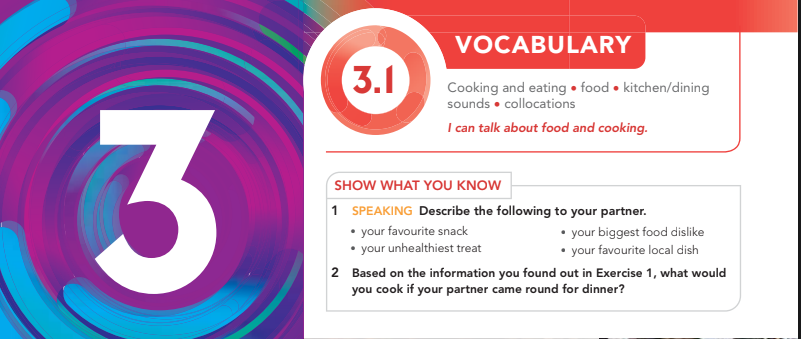 3
3.1
VOCABULARY
Cooking and eating • food • kitchen/dining
sounds • collocations
I can talk about food and cooking.
SHOW WHAT YOU KNOW
1 SPEAKING Describe the following to your partner.
• your favourite snack
• your unhealthiest treat
• your biggest food dislike
• your favourite local dish
2 Based on the information you found out in Exercise 1, what would
you cook if your partner came round for dinner?